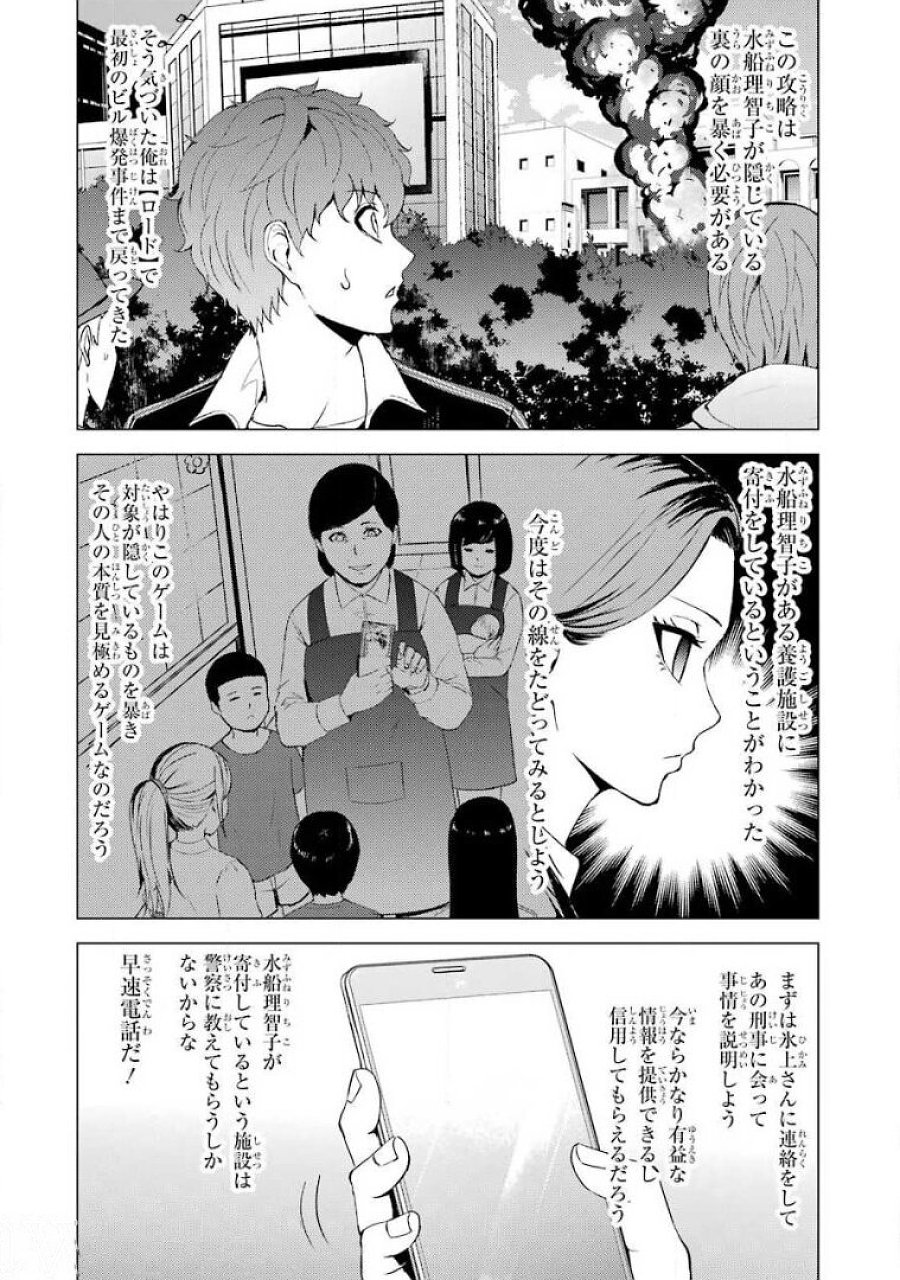 この攻略は
水船理智子が隠している
裏の顔を暴く必要がある
そう気づいた俺は【ロード】で
最初のビル爆発事件まで戻ってきた
水船理智子がある養護施設に
寄付をしているということがわかった
今度はその線をたどってみるとしよう
やはりこのゲームは
対象が隠しているものを暴き
その人の本質を見極めるゲームなのだろう
まずは氷上さんに連絡をして
あの刑事に会って
事情を説明しよう
今ならかなり有益な
情報を提供できるし
信用してもらえるだろう
水船理智子が
寄付しているという施設は
警察に教えてもらうしか
ないからな
早速電話だ!